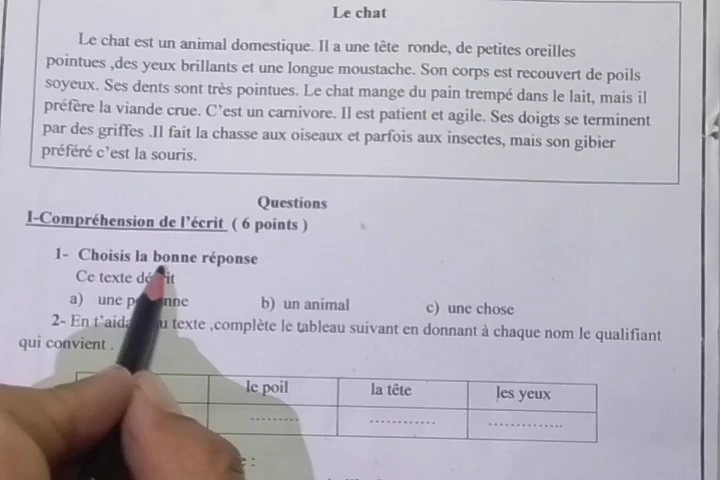 Le chat
Le chat est un animal domestique. Il a une tête ronde, de petites oreilles
pointues ,des yeux brillants et une longue moustache. Son corps est recouvert de poils
soyeux. Ses dents sont très pointues. Le chat mange du pain trempé dans le lait, mais il
préfère la viande crue. C'est un carnivore. Il est patient et agile. Ses doigts se terminent
par des griffes .Il fait la chasse aux oiseaux et parfois aux insectes, mais son gibier
préféré c'est la souris.
Questions
I-Compréhension de l'écrit ( 6 points )
1- Choisis la bonne réponse
Ce texte
a) une b) un animal c) une chose
2- En t'aida texte ,complète le tableau suivant en donnant à chaque nom le qualifiant
qui convient .
le poil la tête les yeux
............ ............ ............